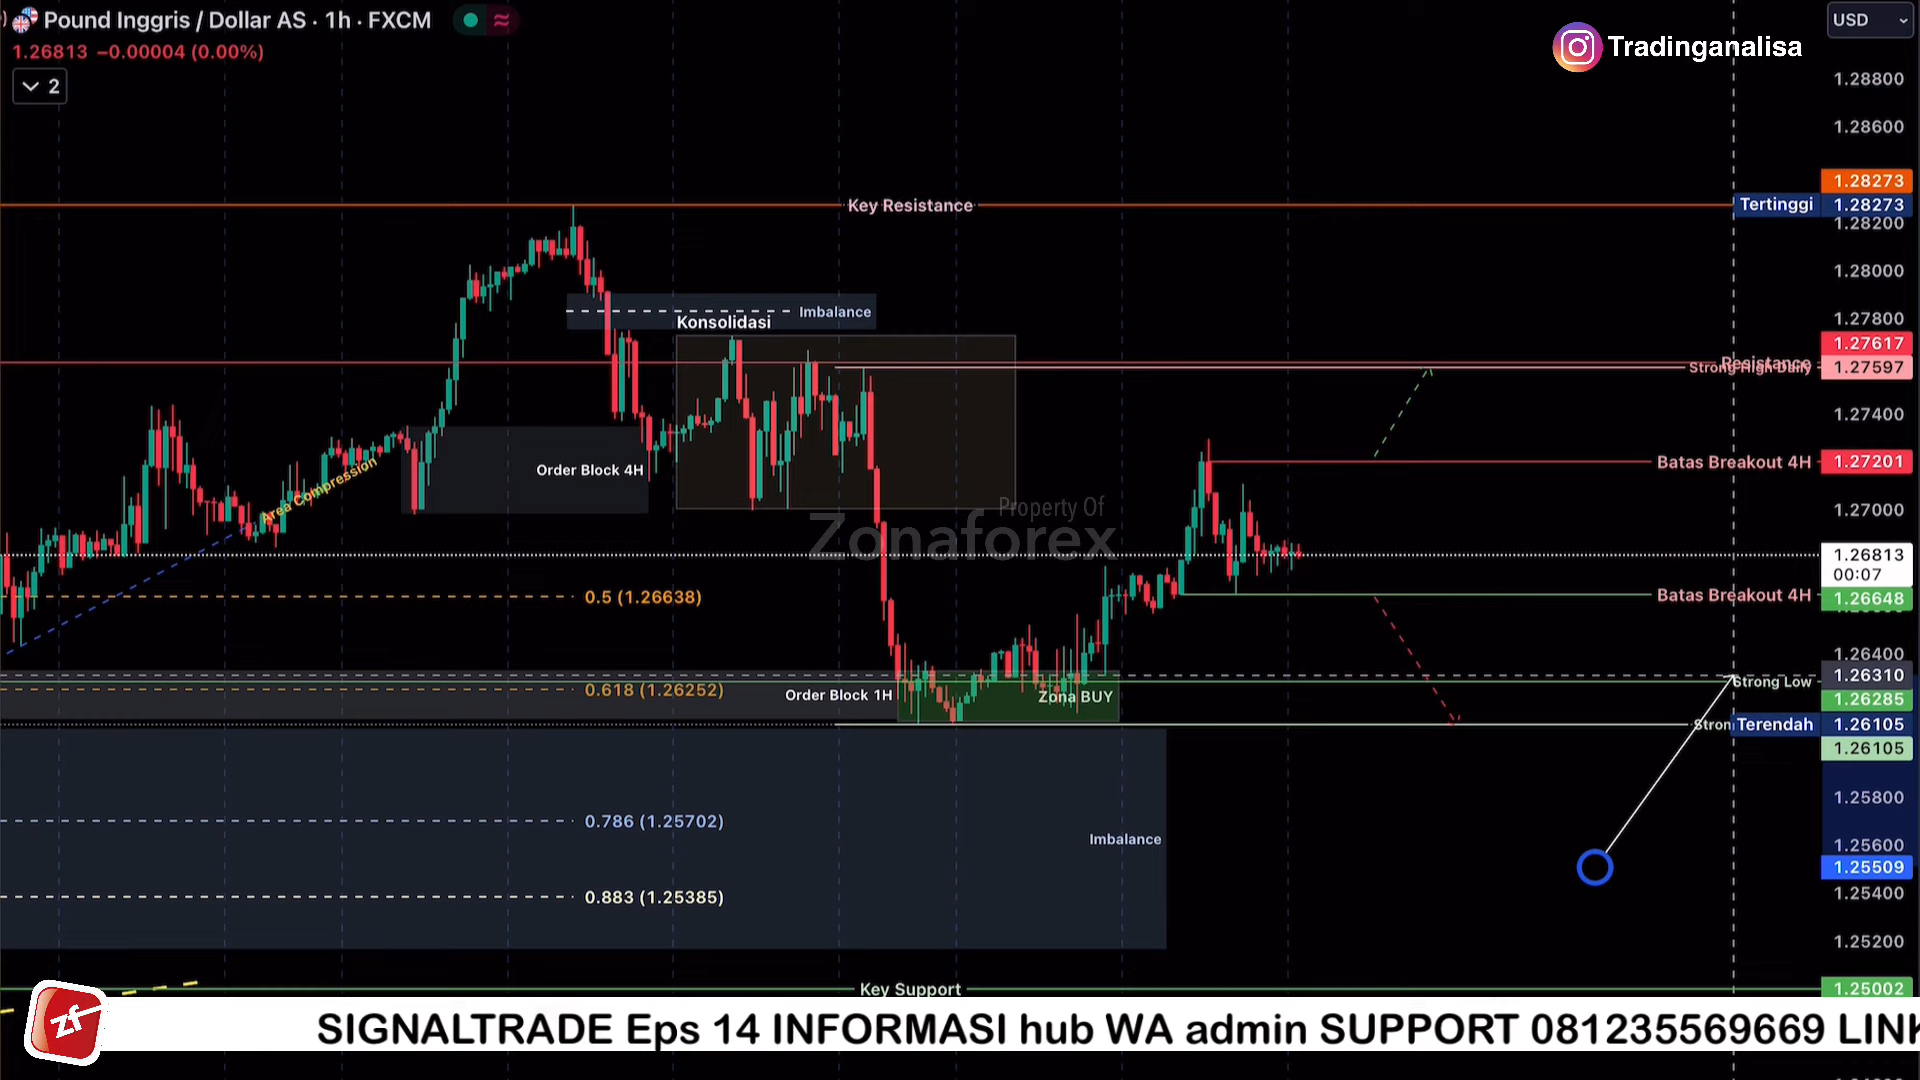 Pound Inggris / Dollar AS · 1h · FXCM
1.26813 −0.00004 (0.00%)
2
Tradinganalisa
USD
1.28800
1.28600
1.28273
Key Resistance
Tertinggi 1.28273
1.28200
1.28000
Imbalance
Konsolidasi
1.27800
1.27617
Resistance
Strong High Daily
1.27597
1.27400
Area Compression
Order Block 4H
Batas Breakout 4H 1.27201
Property Of
Zonaforex
1.27000
1.26813
00:07
0.5 (1.26638)
Batas Breakout 4H 1.26648
1.26400
1.26310
Strong Low
1.26285
0.618 (1.26252)
Order Block 1H
Zona BUY
Terendah 1.26105
1.26105
1.25800
0.786 (1.25702)
Imbalance
1.25600
1.25509
0.883 (1.25385)
1.25400
1.25200
Key Support
1.25002
zf
SIGNALTRADE Eps 14 INFORMASI hub WA admin SUPPORT 081235569669 LINK